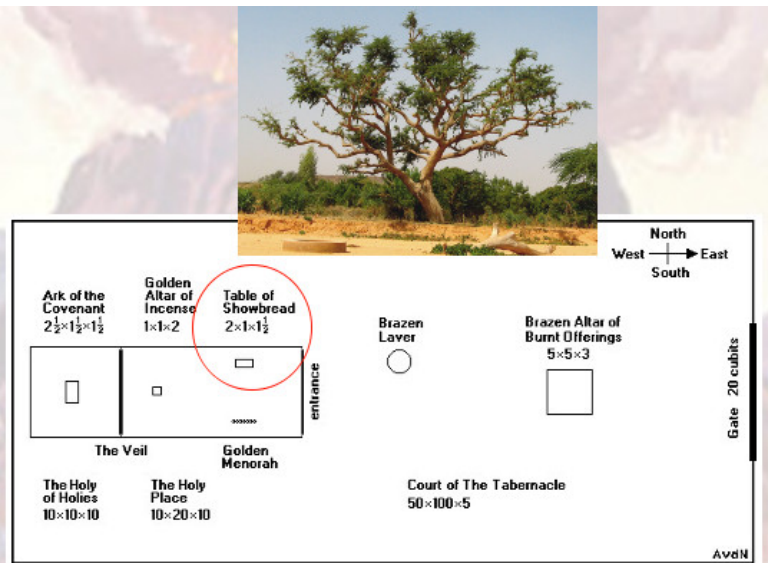 North
West East
South
Ark of the
Covenant
2½×1½×1½
Golden
Altar of
Incense
1×1×2
Table of
Showbread
2×1×1½
Brazen
Laver
Brazen Altar of
Burnt Offerings
5×5×3
entrance
Gate 20 cubits
The Veil
Golden
Menorah
The Holy
of Holies
10×10×10
The Holy
Place
10×20×10
Court of The Tabernacle
50×100×5
AvdN